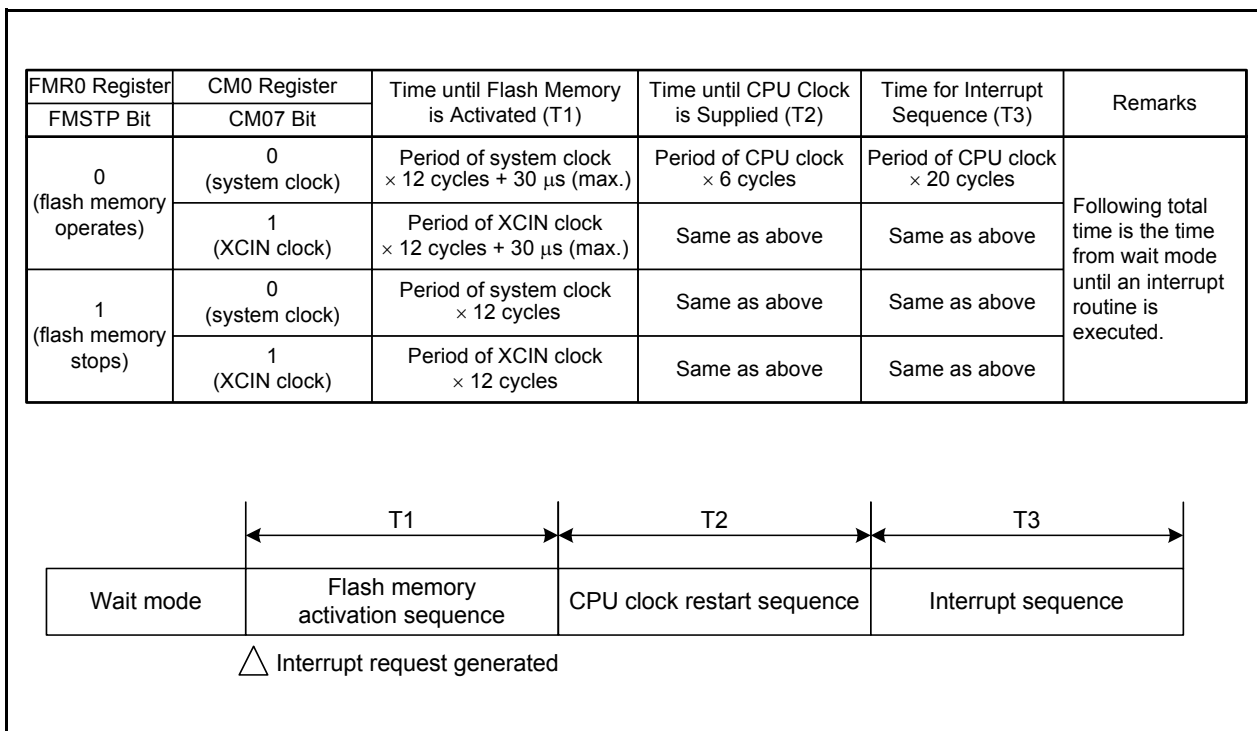 FMR0 Register
CM0 Register
Time until Flash Memory
is Activated (T1)
Time until CPU Clock
is Supplied (T2)
Time for Interrupt
Sequence (T3)
Remarks
FMSTP Bit
CM07 Bit
0
(flash memory
operates)
0
(system clock)
Period of system clock
× 12 cycles + 30 μs (max.)
Period of CPU clock
× 6 cycles
Period of CPU clock
× 20 cycles
Following total
time is the time
from wait mode
until an interrupt
routine is
executed.
1
(XCIN clock)
Period of XCIN clock
× 12 cycles + 30 μs (max.)
Same as above
Same as above
1
(flash memory
stops)
0
(system clock)
Period of system clock
× 12 cycles
Same as above
Same as above
1
(XCIN clock)
Period of XCIN clock
× 12 cycles
Same as above
Same as above
T1
T2
T3
Wait mode
Flash memory
activation sequence
CPU clock restart sequence
Interrupt sequence
Interrupt request generated